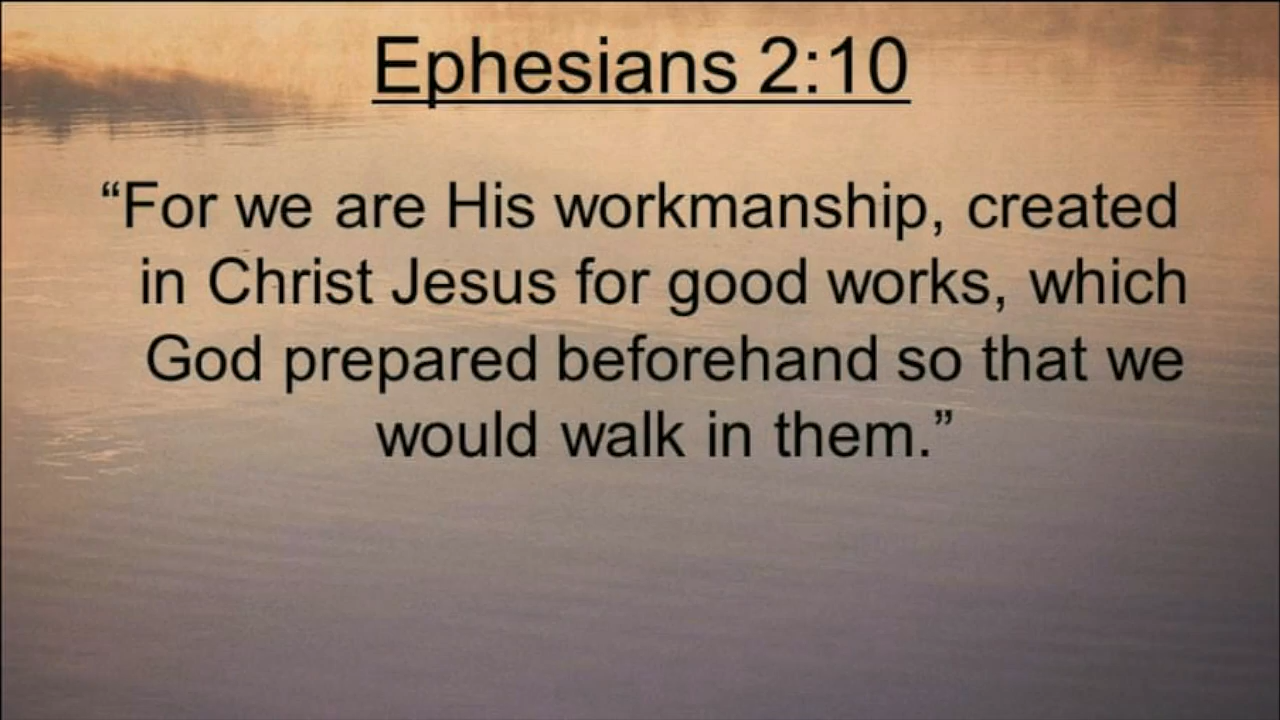 Ephesians 2:10
“For we are His workmanship, created
in Christ Jesus for good works, which
God prepared beforehand so that we
would walk in them.”